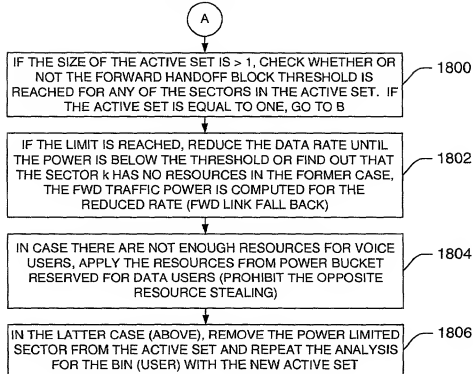 A
IF THE SIZE OF THE ACTIVE SET IS > 1, CHECK WHETHER OR
NOT THE FORWARD HANDOFF BLOCK THRESHOLD IS
REACHED FOR ANY OF THE SECTORS IN THE ACTIVE SET. IF
THE ACTIVE SET IS EQUAL TO ONE, GO TO B
1800
IF THE LIMIT IS REACHED, REDUCE THE DATA RATE UNTIL
THE POWER IS BELOW THE THRESHOLD OR FIND OUT THAT
THE SECTOR k HAS NO RESOURCES IN THE FORMER CASE,
THE FWD TRAFFIC POWER IS COMPUTED FOR THE
REDUCED RATE (FWD LINK FALL BACK)
1802
IN CASE THERE ARE NOT ENOUGH RESOURCES FOR VOICE
USERS, APPLY THE RESOURCES FROM POWER BUCKET
RESERVED FOR DATA USERS (PROHIBIT THE OPPOSITE
RESOURCE STEALING)
1804
IN THE LATTER CASE (ABOVE), REMOVE THE POWER LIMITED
SECTOR FROM THE ACTIVE SET AND REPEAT THE ANALYSIS
FOR THE BIN (USER) WITH THE NEW ACTIVE SET
1806